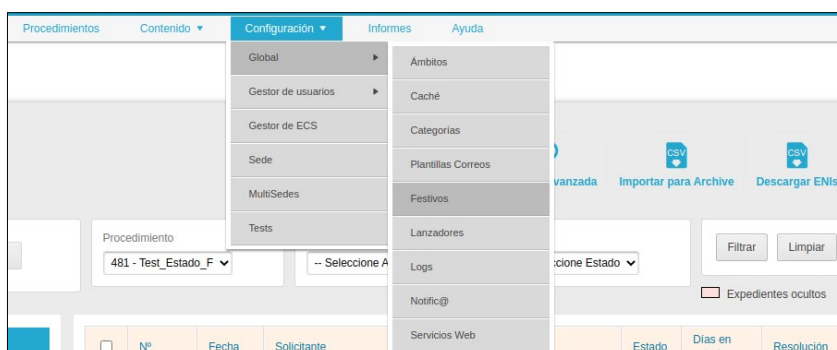 Procedimientos Contenido ▼ Configuración ▼ Informes Ayuda
Global ▶
Gestor de usuarios ▶
Gestor de ECS
Sede
MultiSedes
Tests
Ámbitos
Caché
Categorías
Plantillas Correos
Festivos
Lanzadores
Logs
Notific@
Servicios Web
CSV CSV
Importar para Archive Descargar ENIs
Procedimiento
481 - Test_Estado_F -- Seleccione Estado
Filtrar Limpiar
Expedientes ocultos
Nº Fecha Solicitante Estado Días en Resolución